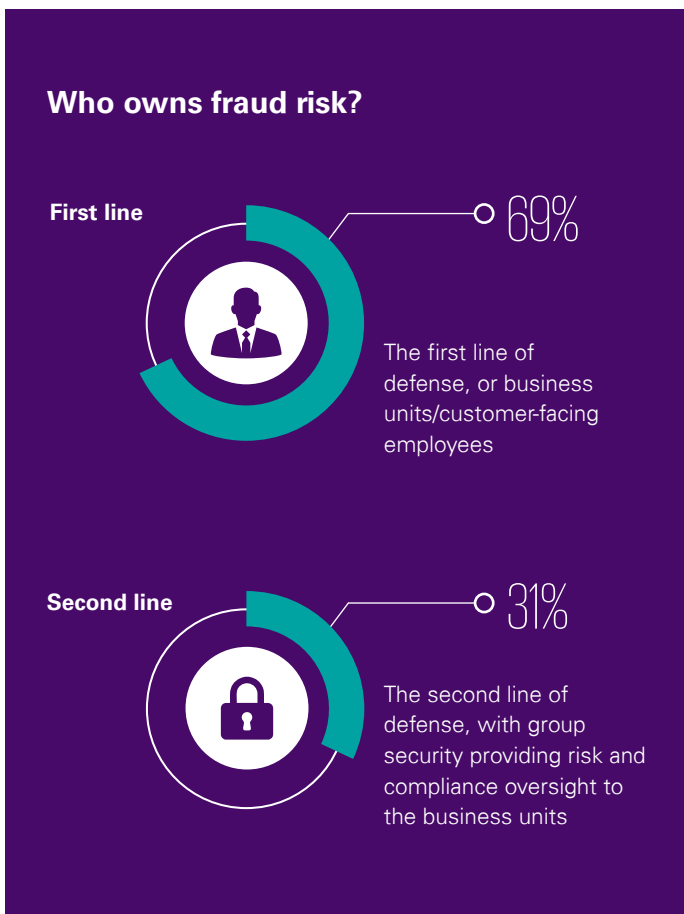 Who owns fraud risk?
First line
69%
The first line of
defense, or business
units/customer-facing
employees
Second line
31%
The second line of
defense, with group
security providing risk and
compliance oversight to
the business units